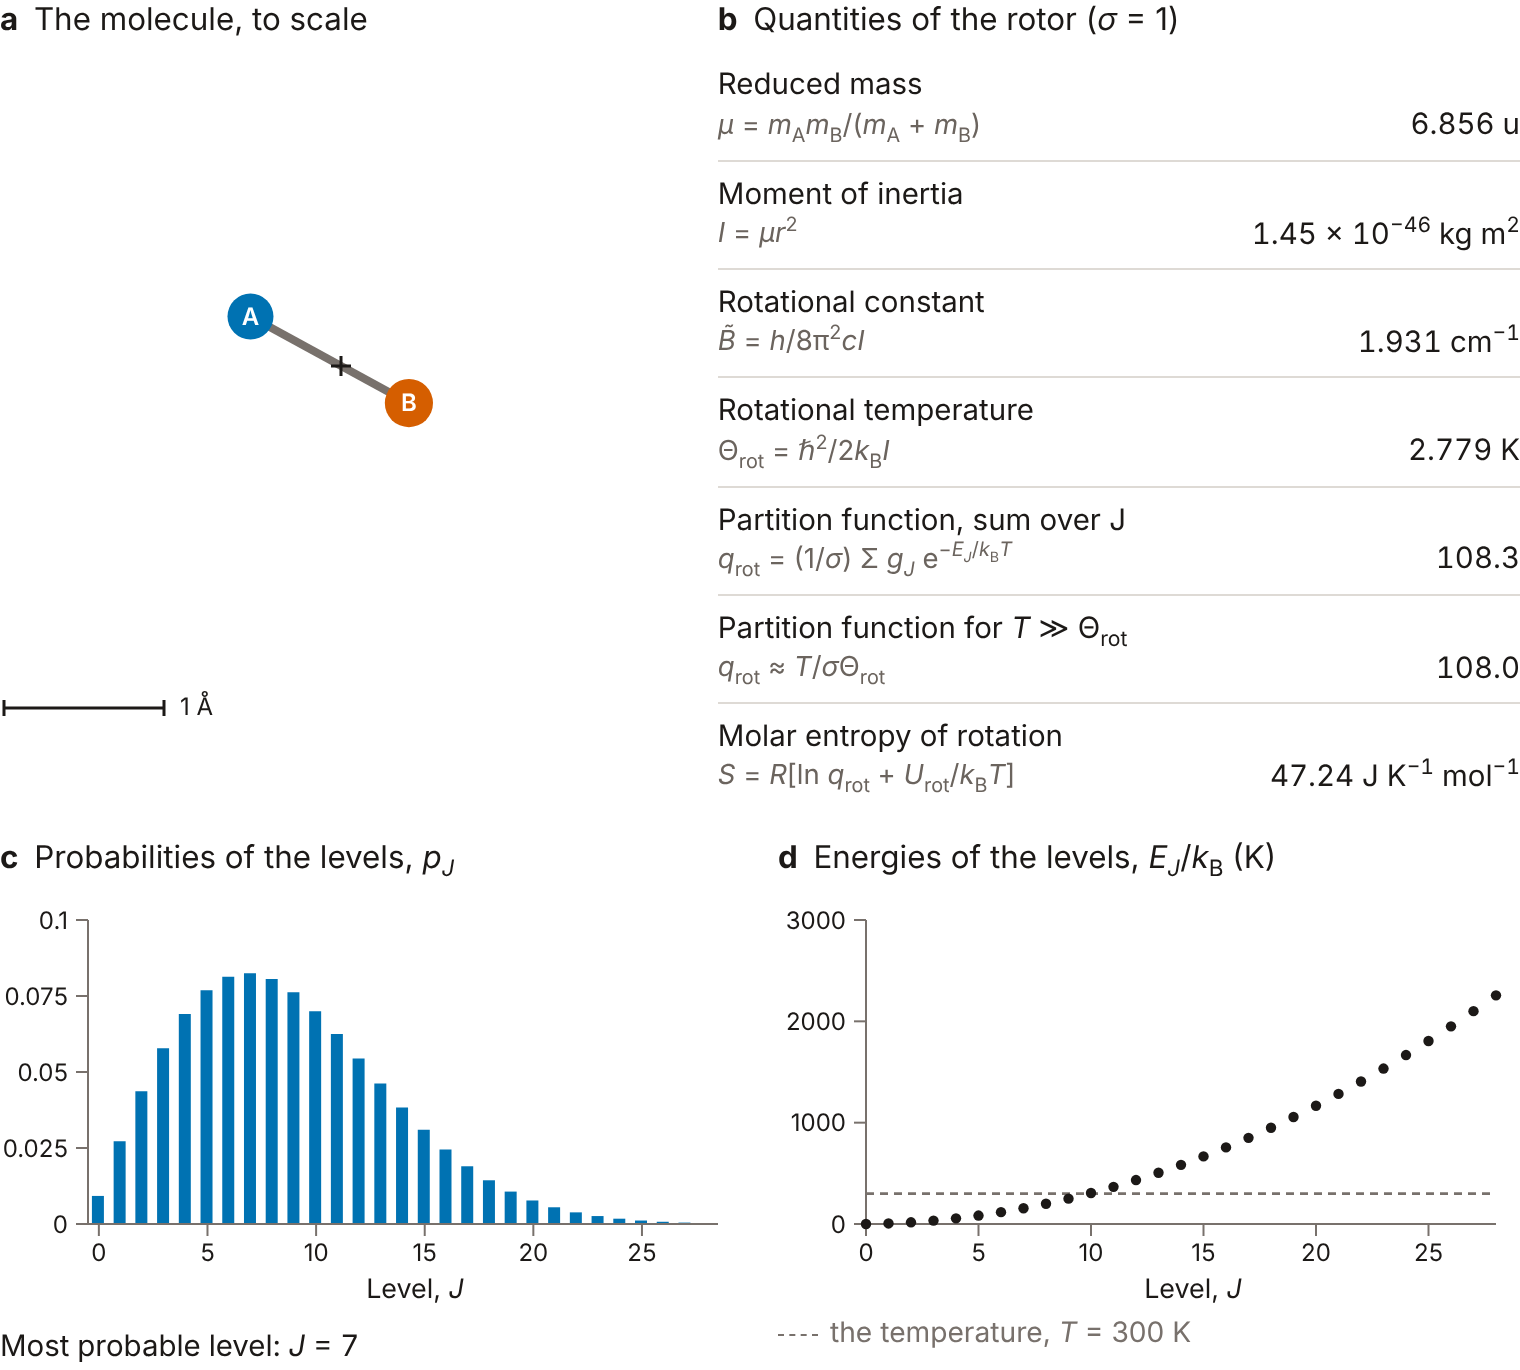 a The molecule, to scale
A
B
1 Å
b Quantities of the rotor (σ = 1)
Reduced mass
μ = m_A m_B/(m_A + m_B)
6.856 u
Moment of inertia
I = μr²
1.45 × 10⁻⁴⁶ kg m²
Rotational constant
B̃ = h/8π²cI
1.931 cm⁻¹
Rotational temperature
Θ_rot = ℏ²/2k_B I
2.779 K
Partition function, sum over J
q_rot = (1/σ) Σ g_J e^(−E_J/k_B T)
108.3
Partition function for T ≫ Θ_rot
q_rot ≈ T/σΘ_rot
108.0
Molar entropy of rotation
S = R[ln q_rot + U_rot/k_B T]
47.24 J K⁻¹ mol⁻¹
c Probabilities of the levels, p_J
0.1
0.075
0.05
0.025
0
0 5 10 15 20 25
Level, J
Most probable level: J = 7
d Energies of the levels, E_J/k_B (K)
3000
2000
1000
0
0 5 10 15 20 25
Level, J
the temperature, T = 300 K